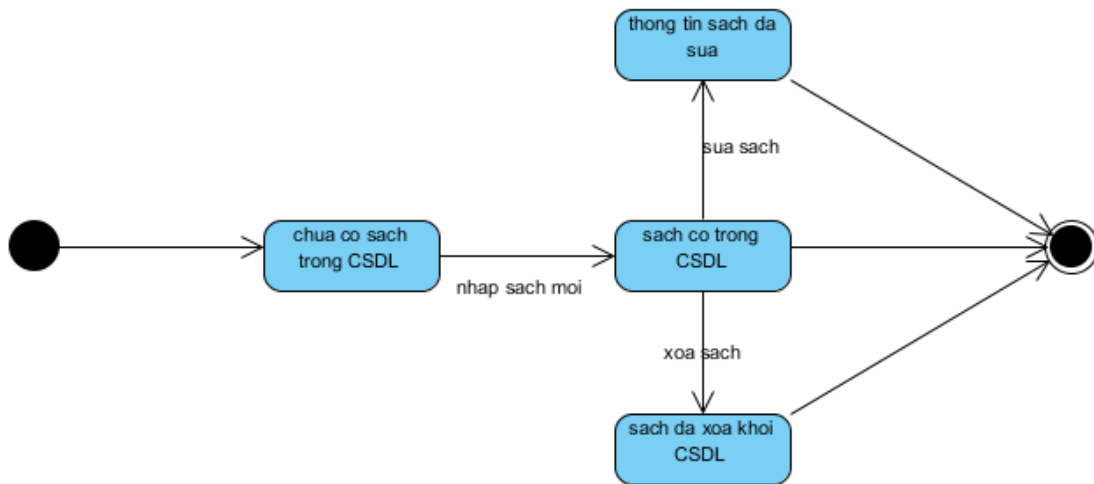 thong tin sach da
sua
sua sach
chua co sach
trong CSDL
nhap sach moi
sach co trong
CSDL
xoa sach
sach da xoa khoi
CSDL